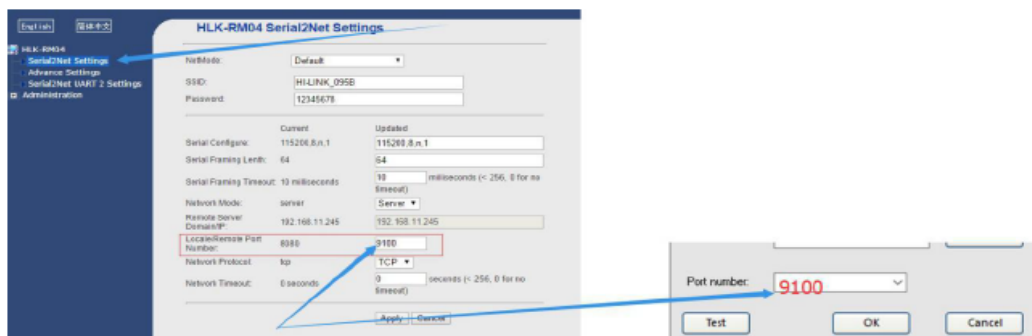 English 简体中文
HLK-RM04 Serial2Net Settings
HLK-RM04
Serial2Net Settings
Advance Settings
Serial2Net UART 2 Settings
Administration
NetMode: Default
SSID: HI-LINK_095B
Password: 12345678
Current Updated
Serial Configure: 115200,8,n,1 115200,8,n,1
Serial Framing Lenth: 64 64
Serial Framing Timeout: 10 milliseconds 10 milliseconds (< 256, 0 for no
timeout)
Network Mode: server Server
Remote Server
Domain/IP: 192.168.11.245 192.168.11.245
Locale/Remote Port
Number: 8080 9100
Network Protocol: tcp TCP
Network Timeout: 0 seconds 0 seconds (< 256, 0 for no
timeout)
Apply Cancel
Port number: 9100
Test OK Cancel